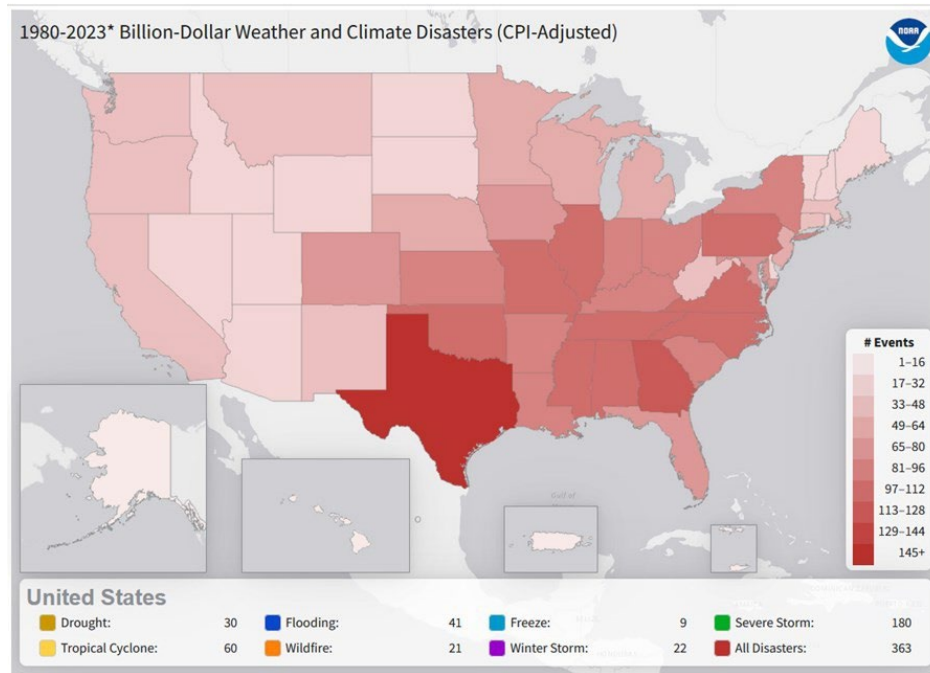 1980-2023* Billion-Dollar Weather and Climate Disasters (CPI-Adjusted)
NOAA
# Events
1–16
17–32
33–48
49–64
65–80
81–96
97–112
113–128
129–144
145+
Gulf of
United States
Drought: 30 Flooding: 41 Freeze: 9 Severe Storm: 180
Tropical Cyclone: 60 Wildfire: 21 Winter Storm: 22 All Disasters: 363